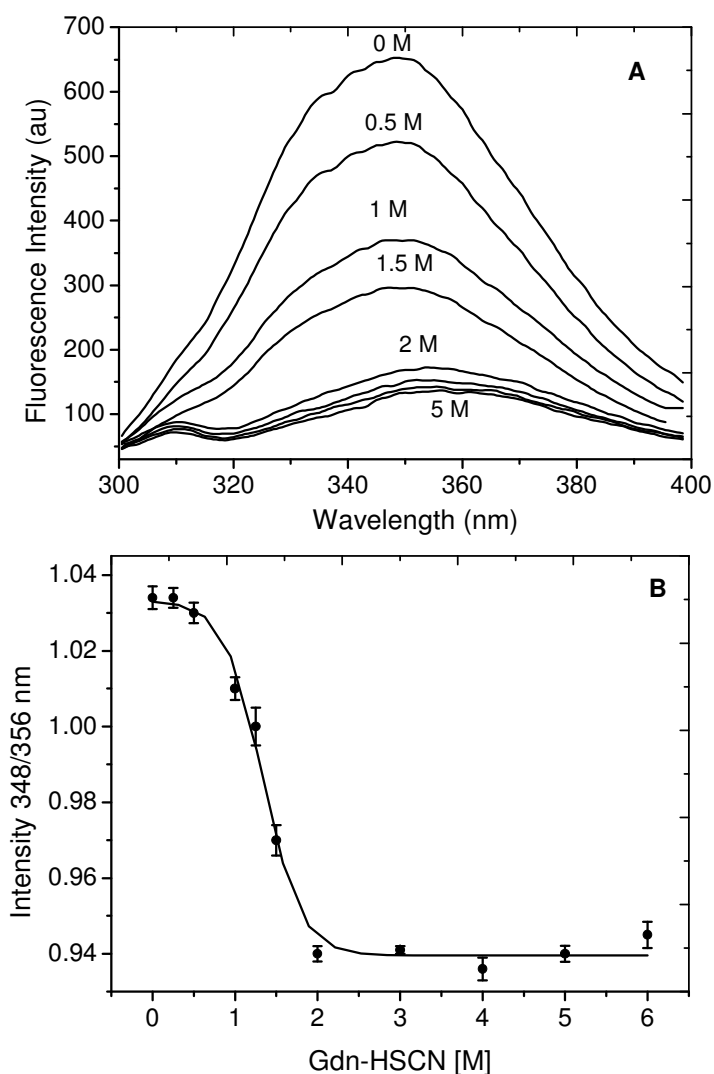 A
700
600
500
400
300
200
100
Fluorescence Intensity (au)
0 M
0.5 M
1 M
1.5 M
2 M
5 M
300 320 340 360 380 400
Wavelength (nm)
B
1.04
1.02
1.00
0.98
0.96
0.94
Intensity 348/356 nm
0 1 2 3 4 5 6
Gdn-HSCN [M]